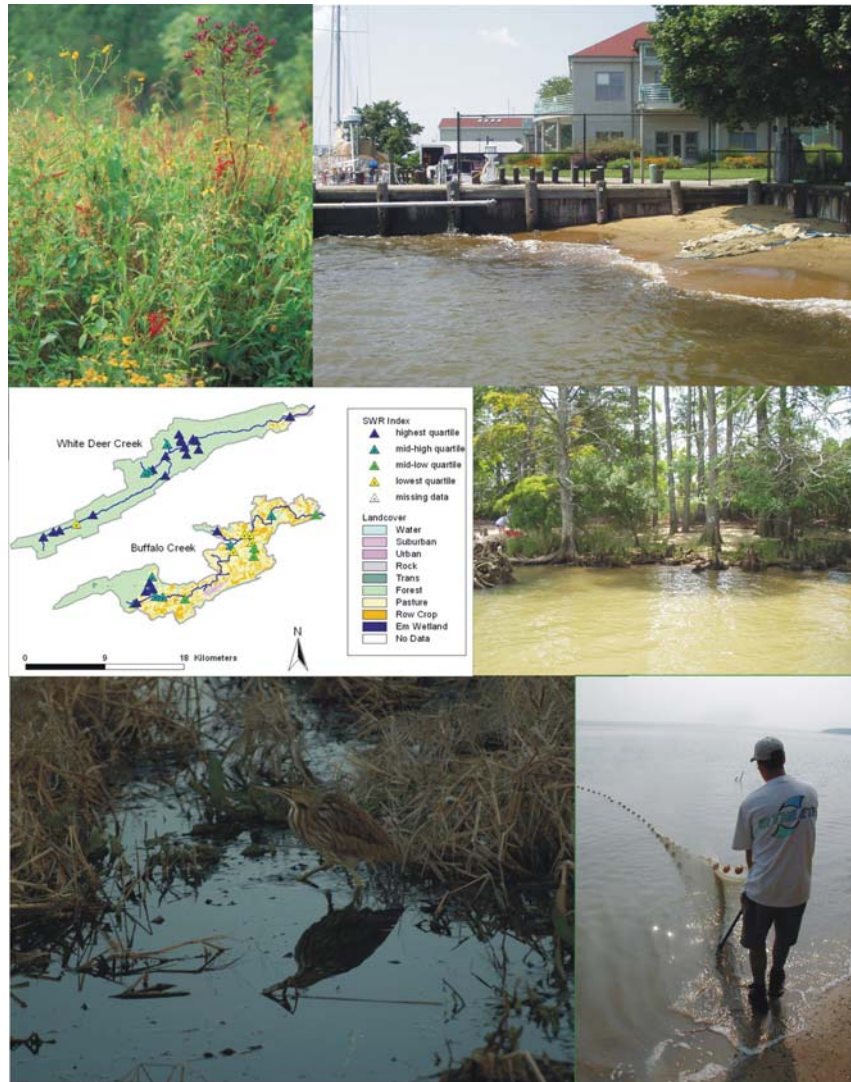 White Deer Creek
Buffalo Creek
SWR Index
highest quartile
mid-high quartile
mid-low quartile
lowest quartile
missing data
Landcover
Water
Suburban
Urban
Rock
Trans
Forest
Pasture
Row Crop
Em Wetland
No Data
N
0 9 18 Kilometers